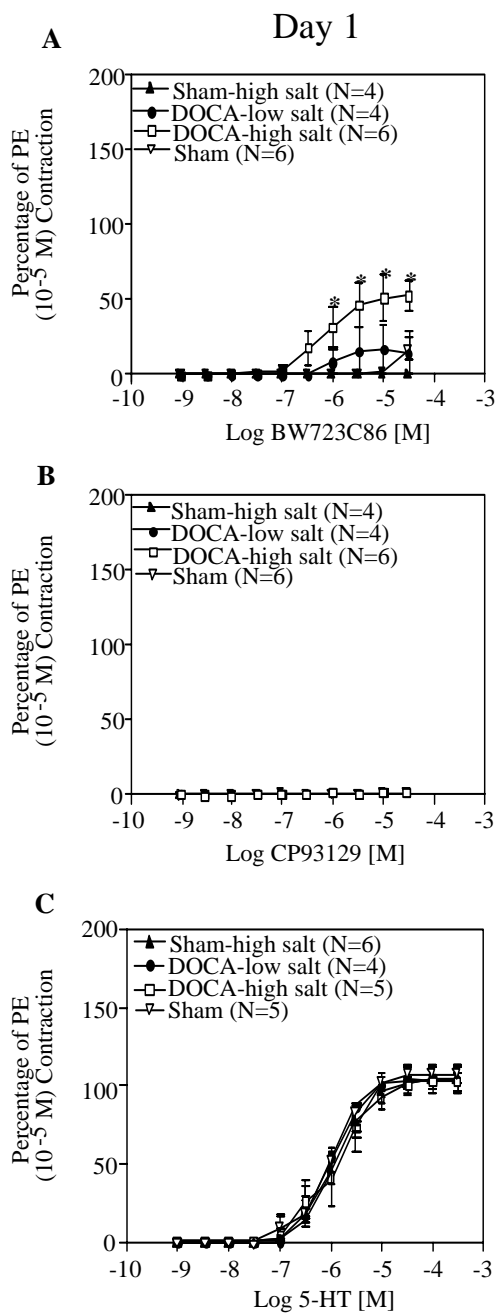 Day 1
A
200
Sham-high salt (N=4)
DOCA-low salt (N=4)
DOCA-high salt (N=6)
Sham (N=6)
150
100
50
0
Percentage of PE
(10⁻⁵ M) Contraction
* * * *
-10 -9 -8 -7 -6 -5 -4 -3
Log BW723C86 [M]
B
200
Sham-high salt (N=4)
DOCA-low salt (N=4)
DOCA-high salt (N=6)
Sham (N=6)
150
100
50
0
Percentage of PE
(10⁻⁵ M) Contraction
-10 -9 -8 -7 -6 -5 -4 -3
Log CP93129 [M]
C
200
Sham-high salt (N=6)
DOCA-low salt (N=4)
DOCA-high salt (N=5)
Sham (N=5)
150
100
50
0
Percentage of PE
(10⁻⁵ M) Contraction
-10 -9 -8 -7 -6 -5 -4 -3
Log 5-HT [M]